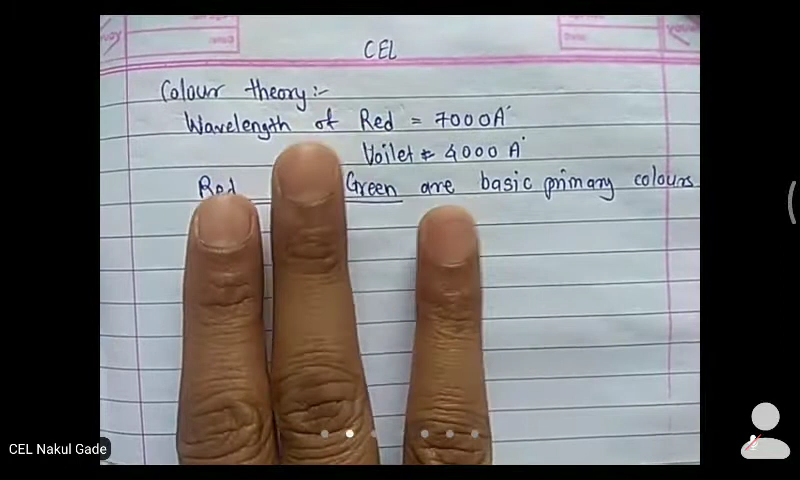 CEL
Colour theory :-
Wavelength of Red = 7000A°
Voilet = 4000 A°
Red Green are basic primary colours
CEL Nakul Gade